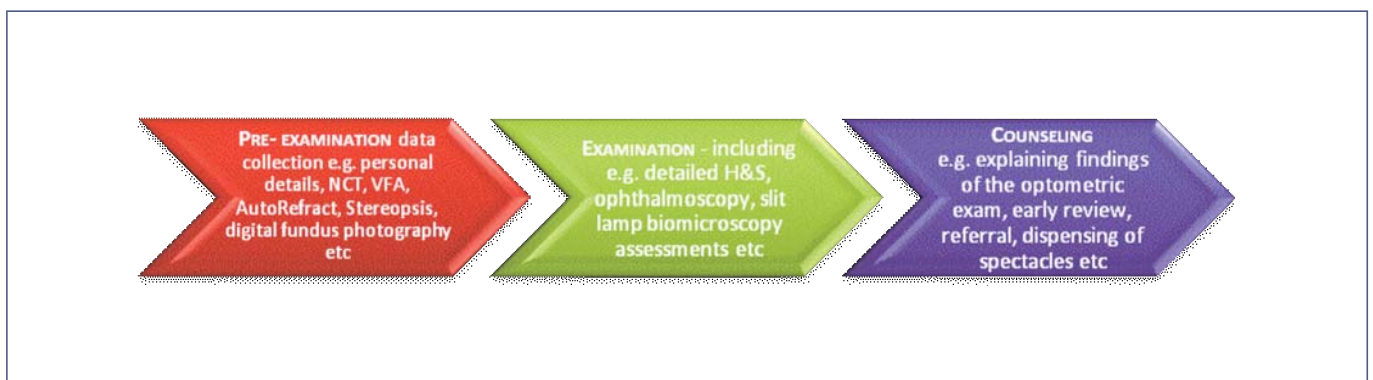 PRE- EXAMINATION data
collection e.g. personal
details, NCT, VFA,
AutoRefract, Stereopsis,
digital fundus photography
etc
EXAMINATION - including
e.g. detailed H&S,
ophthalmoscopy, slit
lamp biomicroscopy
assessments etc
COUNSELING
e.g. explaining findings
of the optometric
exam, early review,
referral, dispensing of
spectacles etc